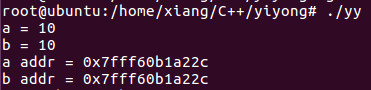 root@ubuntu:/home/xiang/C++/yiyong# ./yy
a = 10
b = 10
a addr = 0x7fff60b1a22c
b addr = 0x7fff60b1a22c